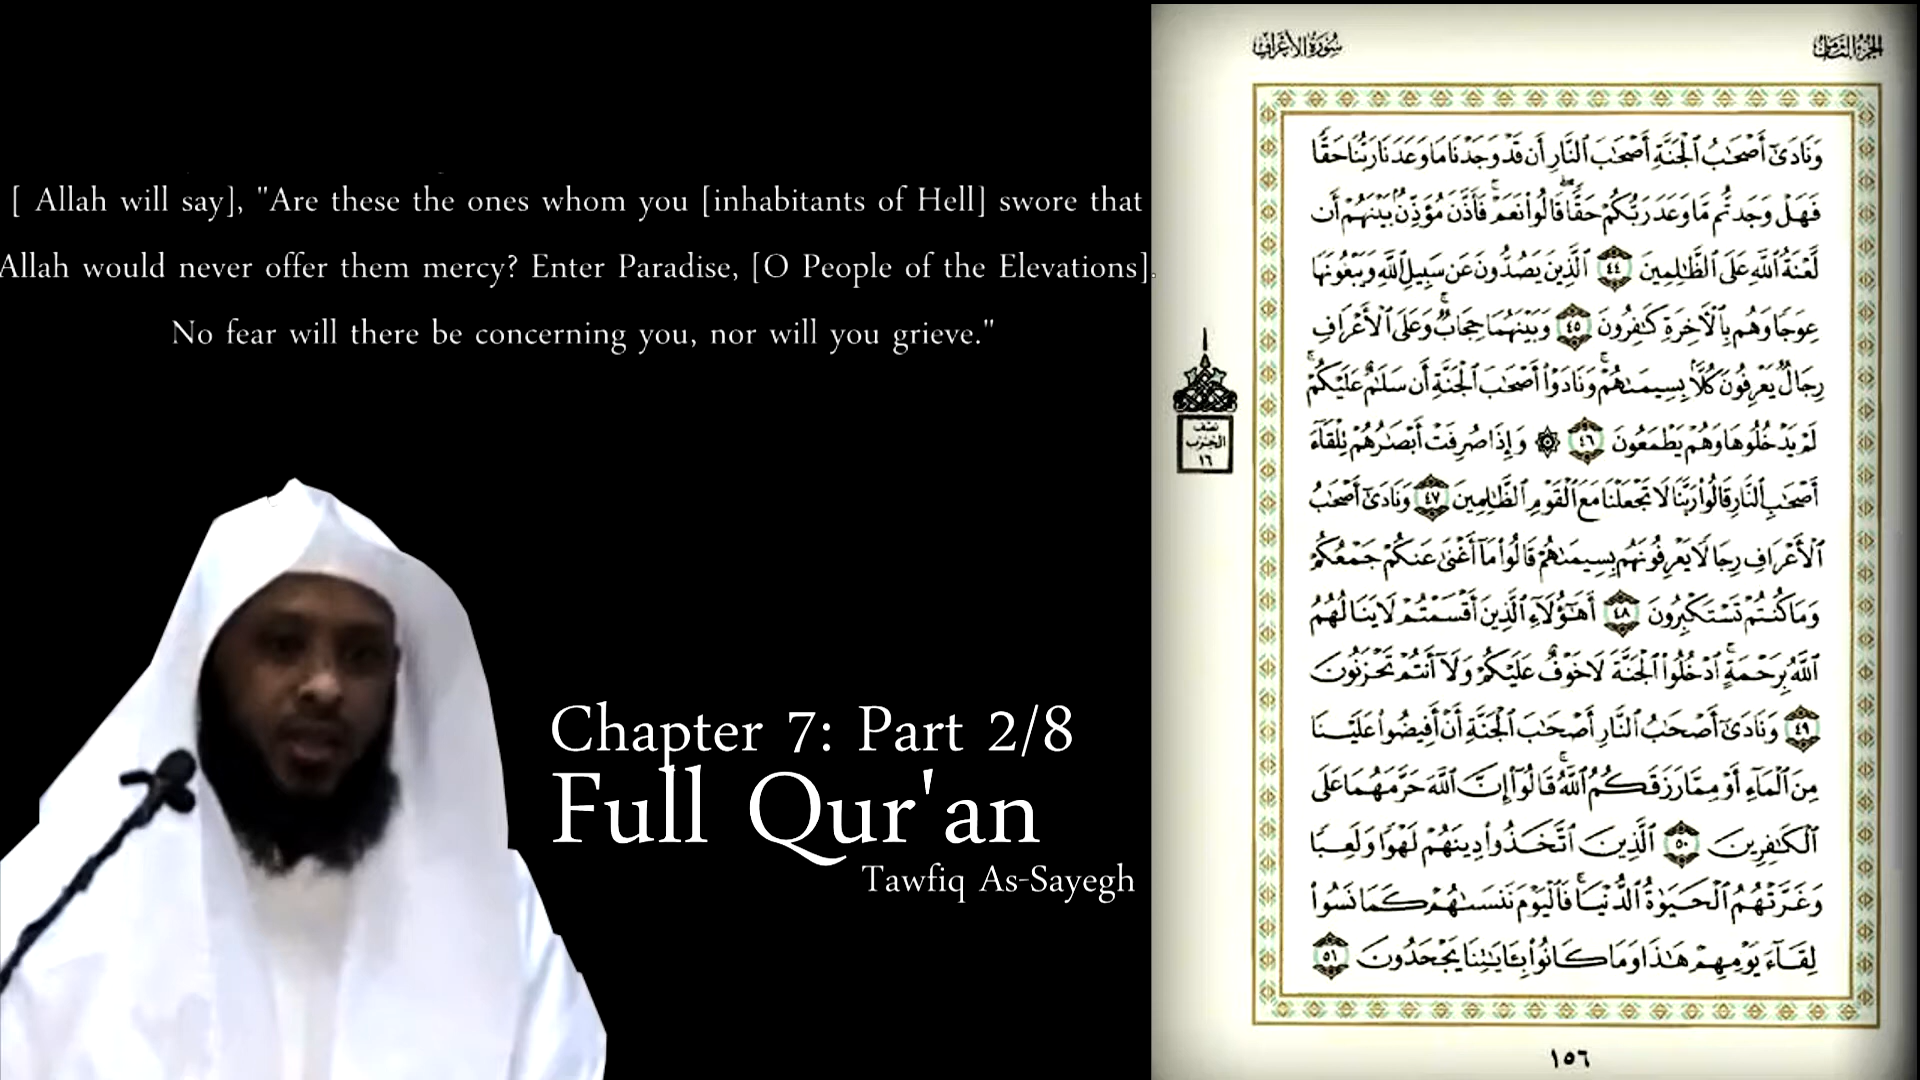 [ Allah will say], "Are these the ones whom you [inhabitants of Hell] swore that
Allah would never offer them mercy? Enter Paradise, [O People of the Elevations].
No fear will there be concerning you, nor will you grieve."
Chapter 7: Part 2/8
Full Qur'an
Tawfiq As-Sayegh
الجزء الثامن
سورة الأعراف
وَنَادَىٰٓ أَصْحَٰبُ ٱلْجَنَّةِ أَصْحَٰبَ ٱلنَّارِ أَن قَدْ وَجَدْنَا مَا وَعَدَنَا رَبُّنَا حَقًّا
فَهَلْ وَجَدتُّم مَّا وَعَدَ رَبُّكُمْ حَقًّا ۖ قَالُوا۟ نَعَمْ ۚ فَأَذَّنَ مُؤَذِّنٌۢ بَيْنَهُمْ أَن
لَّعْنَةُ ٱللَّهِ عَلَى ٱلظَّٰلِمِينَ ٤٤ ٱلَّذِينَ يَصُدُّونَ عَن سَبِيلِ ٱللَّهِ وَيَبْغُونَهَا
عِوَجًا وَهُم بِٱلْءَاخِرَةِ كَٰفِرُونَ ٤٥ وَبَيْنَهُمَا حِجَابٌ ۚ وَعَلَى ٱلْأَعْرَافِ
رِجَالٌ يَعْرِفُونَ كُلًّۢا بِسِيمَىٰهُمْ ۚ وَنَادَوْا۟ أَصْحَٰبَ ٱلْجَنَّةِ أَن سَلَٰمٌ عَلَيْكُمْ ۚ
لَمْ يَدْخُلُوهَا وَهُمْ يَطْمَعُونَ ٤٦ ۞ وَإِذَا صُرِفَتْ أَبْصَٰرُهُمْ تِلْقَآءَ
أَصْحَٰبِ ٱلنَّارِ قَالُوا۟ رَبَّنَا لَا تَجْعَلْنَا مَعَ ٱلْقَوْمِ ٱلظَّٰلِمِينَ ٤٧ وَنَادَىٰٓ أَصْحَٰبُ
ٱلْأَعْرَافِ رِجَالًا يَعْرِفُونَهُم بِسِيمَىٰهُمْ قَالُوا۟ مَآ أَغْنَىٰ عَنكُمْ جَمْعُكُمْ
وَمَا كُنتُمْ تَسْتَكْبِرُونَ ٤٨ أَهَٰٓؤُلَآءِ ٱلَّذِينَ أَقْسَمْتُمْ لَا يَنَالُهُمُ
ٱللَّهُ بِرَحْمَةٍ ۚ ٱدْخُلُوا۟ ٱلْجَنَّةَ لَا خَوْفٌ عَلَيْكُمْ وَلَآ أَنتُمْ تَحْزَنُونَ
٤٩ وَنَادَىٰٓ أَصْحَٰبُ ٱلنَّارِ أَصْحَٰبَ ٱلْجَنَّةِ أَنْ أَفِيضُوا۟ عَلَيْنَا
مِنَ ٱلْمَآءِ أَوْ مِمَّا رَزَقَكُمُ ٱللَّهُ ۚ قَالُوٓا۟ إِنَّ ٱللَّهَ حَرَّمَهُمَا عَلَى
ٱلْكَٰفِرِينَ ٥٠ ٱلَّذِينَ ٱتَّخَذُوا۟ دِينَهُمْ لَهْوًا وَلَعِبًا
وَغَرَّتْهُمُ ٱلْحَيَوٰةُ ٱلدُّنْيَا ۚ فَٱلْيَوْمَ نَنسَىٰهُمْ كَمَا نَسُوا۟
لِقَآءَ يَوْمِهِمْ هَٰذَا وَمَا كَانُوا۟ بِـَٔايَٰتِنَا يَجْحَدُونَ ٥١
نصف
الحزب
١٦
١٥٦